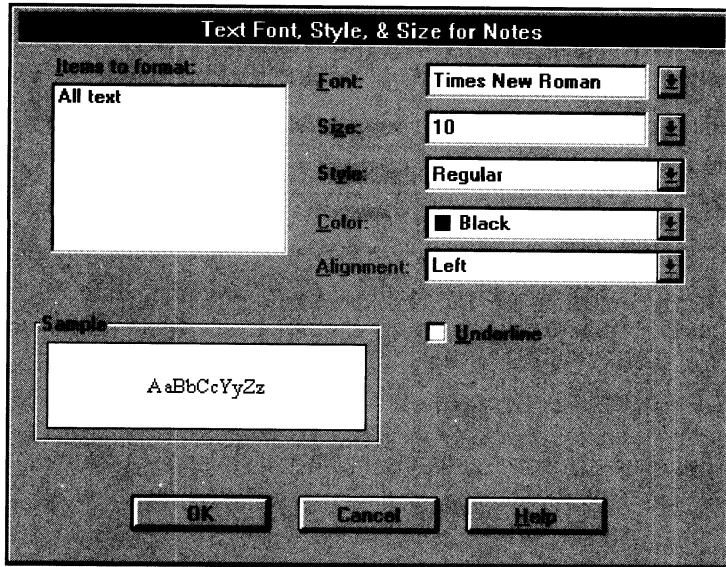 Text Font, Style, & Size for Notes
Items to format:
All text
Font: Times New Roman
Size: 10
Style: Regular
Color: Black
Alignment: Left
Sample
AaBbCcYyZz
Underline
OK Cancel Help